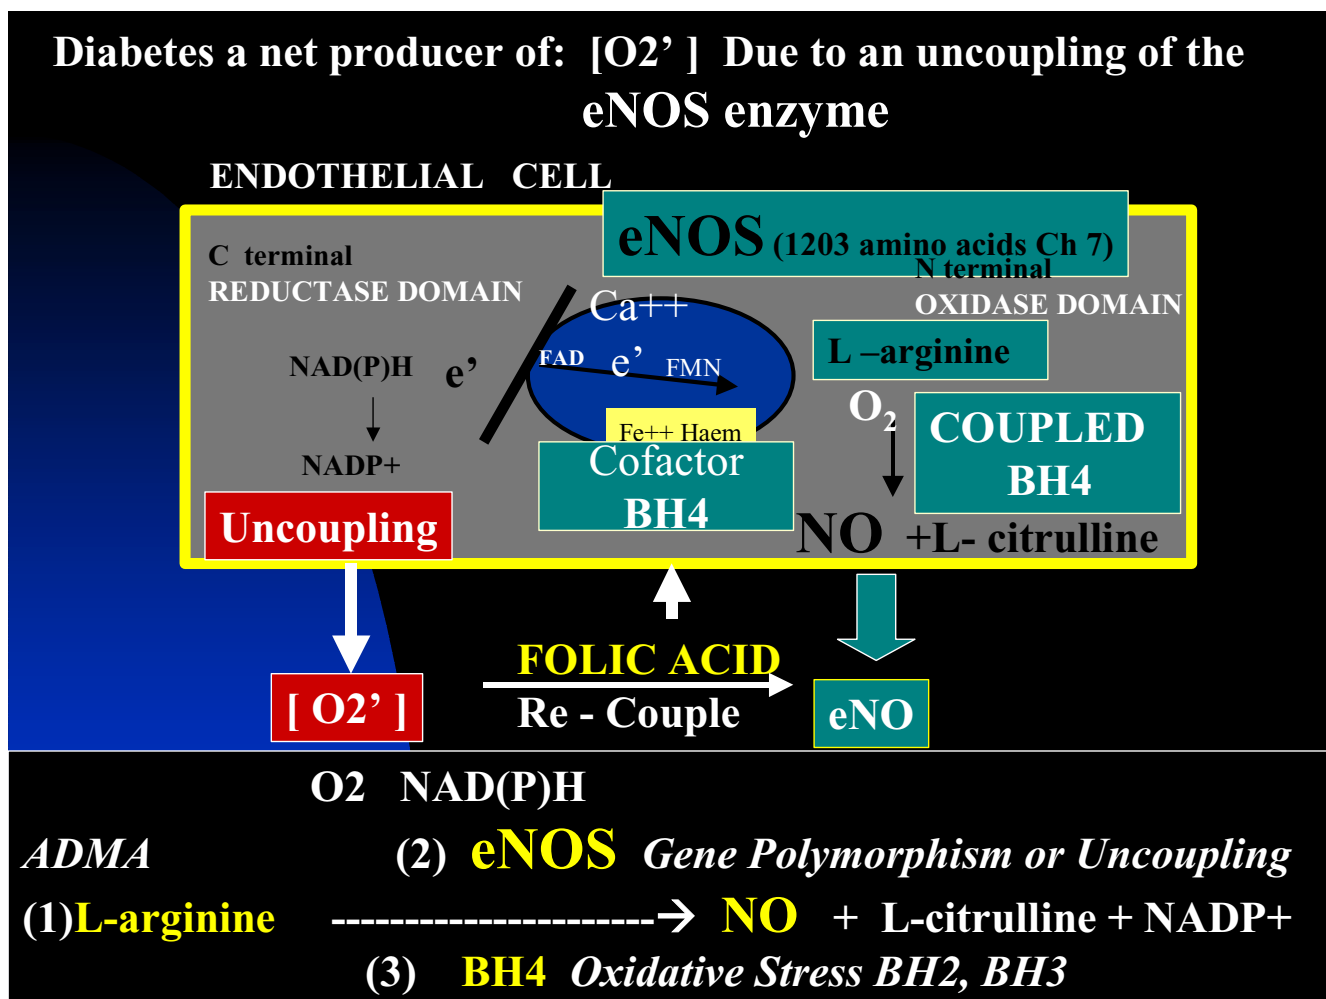 Diabetes a net producer of: [O2’ ] Due to an uncoupling of the
eNOS enzyme
ENDOTHELIAL CELL
eNOS (1203 amino acids Ch 7)
C terminal
REDUCTASE DOMAIN
N terminal
OXIDASE DOMAIN
Ca++
L –arginine
NAD(P)H e’
FAD e’ FMN
O2
Fe++ Haem
COUPLED
BH4
NADP+
Cofactor
BH4
Uncoupling
NO +L- citrulline
FOLIC ACID
[ O2’ ]
Re - Couple
eNO
O2 NAD(P)H
ADMA (2) eNOS Gene Polymorphism or Uncoupling
(1)L-arginine ----------------------→ NO + L-citrulline + NADP+
(3) BH4 Oxidative Stress BH2, BH3